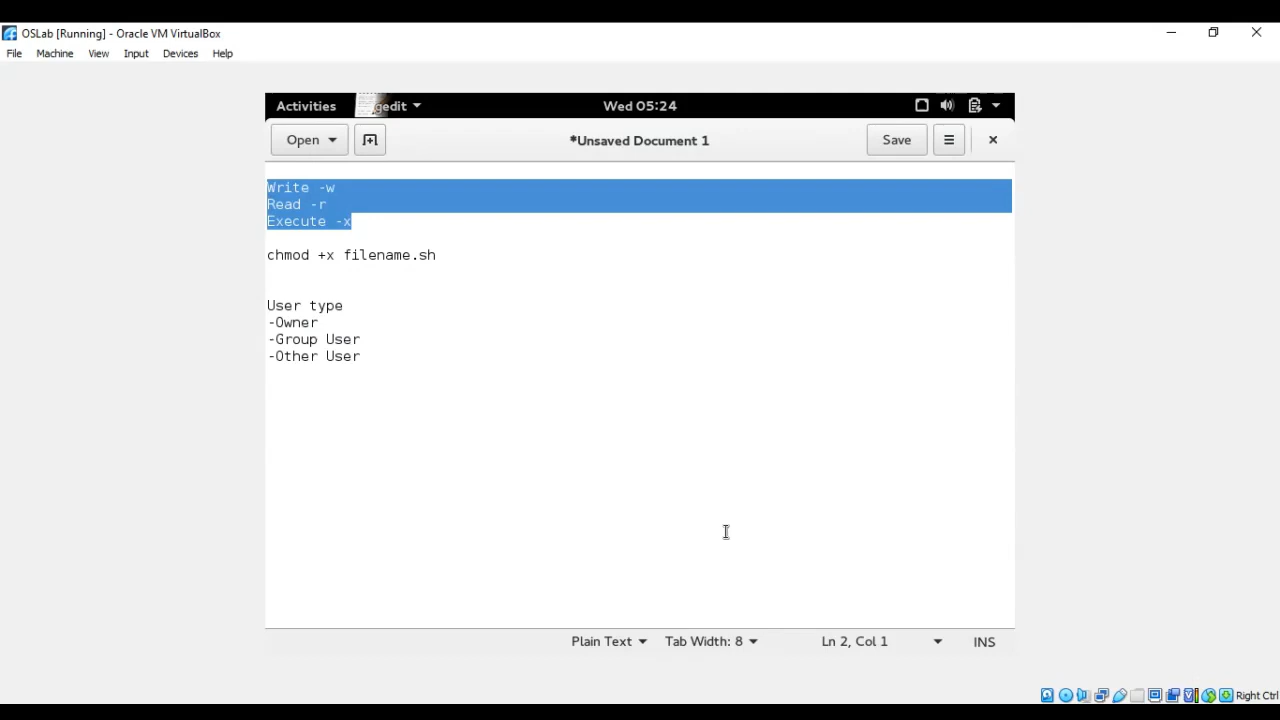 OSLab [Running] - Oracle VM VirtualBox
File Machine View Input Devices Help
Activities gedit Wed 05:24
Open *Unsaved Document 1 Save
Write -w
Read -r
Execute -x
chmod +x filename.sh
User type
-Owner
-Group User
-Other User
Plain Text Tab Width: 8 Ln 2, Col 1 INS
Right Ctrl